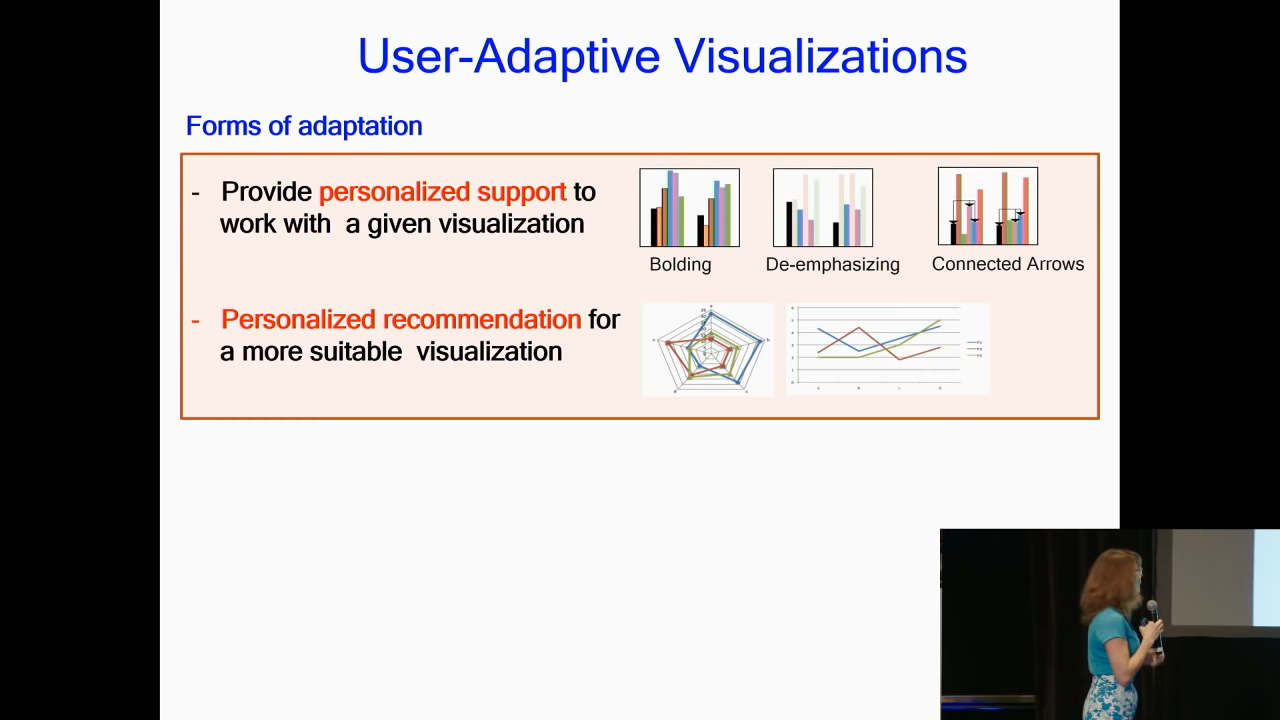 User-Adaptive Visualizations
Forms of adaptation
- Provide personalized support to
work with a given visualization
Bolding
De-emphasizing
Connected Arrows
- Personalized recommendation for
a more suitable visualization